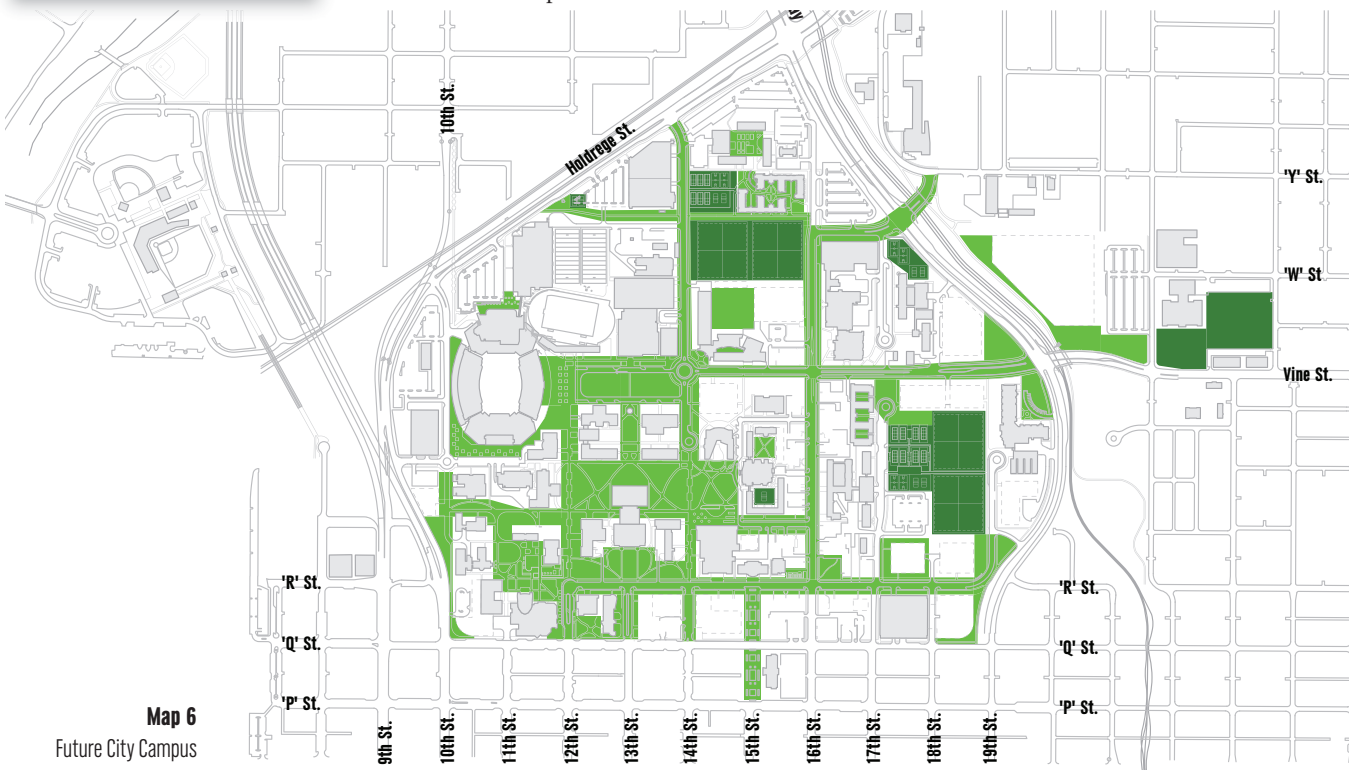 10th St.
Holdrege St.
'Y' St.
'W' St
Vine St.
'R' St.
'R' St.
'Q' St.
'Q' St.
'P' St.
'P' St.
Map 6
Future City Campus
9th St.
10th St.
11th St.
12th St.
13th St.
14th St.
15th St.
16th St.
17th St.
18th St.
19th St.